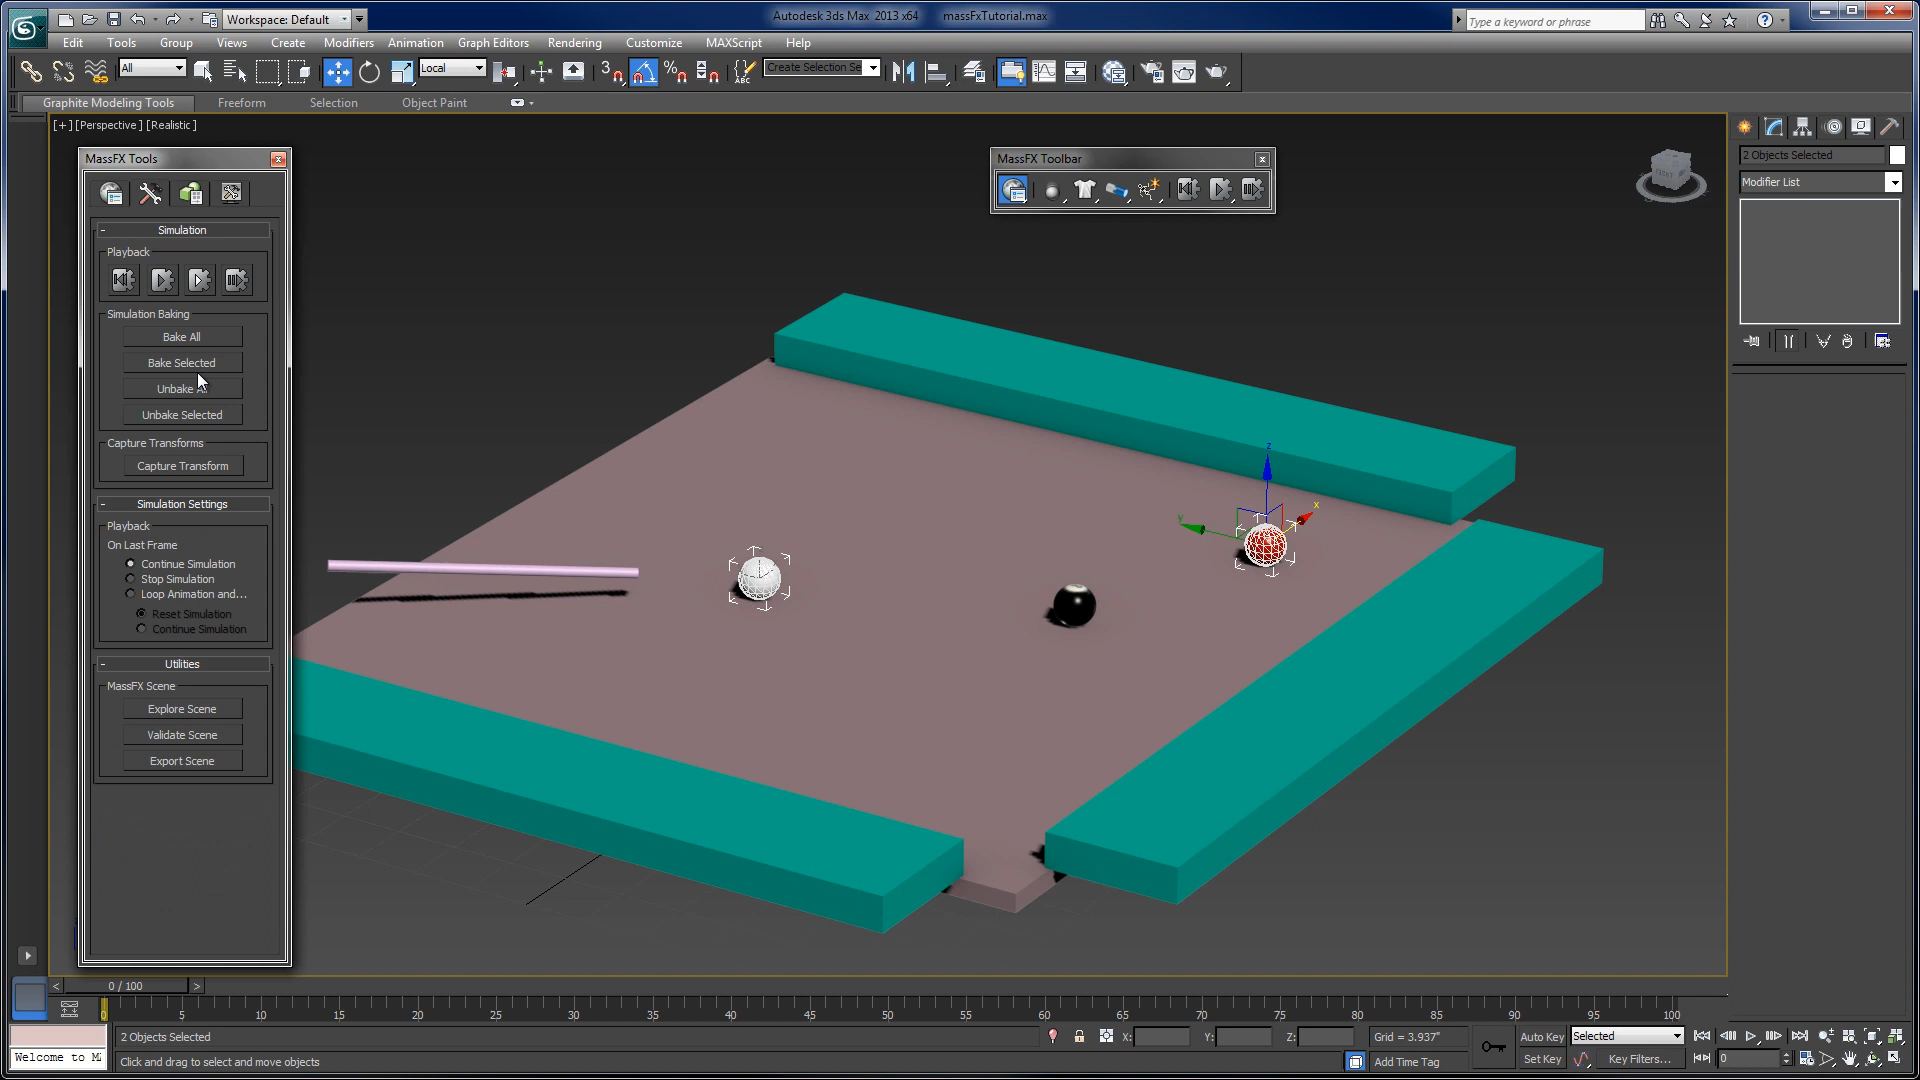 Workspace: Default
Autodesk 3ds Max 2013 x64 massFxTutorial.max
Type a keyword or phrase
Edit Tools Group Views Create Modifiers Animation Graph Editors Rendering Customize MAXScript Help
All
Local
3
Create Selection Se
ABC
Graphite Modeling Tools Freeform Selection Object Paint
[+] [Perspective] [Realistic]
MassFX Tools
MassFX Toolbar
2 Objects Selected
Modifier List
Simulation
Playback
Simulation Baking
Bake All
Bake Selected
Unbake
Unbake Selected
Capture Transforms
Capture Transform
Simulation Settings
Playback
On Last Frame
Continue Simulation
Stop Simulation
Loop Animation and...
Reset Simulation
Continue Simulation
Utilities
MassFX Scene
Explore Scene
Validate Scene
Export Scene
z
x
y
< 0 / 100 >
0 5 10 15 20 25 30 35 40 45 50 55 60 65 70 75 80 85 90 95 100
2 Objects Selected
X: Y: Z:
Grid = 3.937"
Auto Key
Selected
Welcome to M
Click and drag to select and move objects
Add Time Tag
Set Key
Key Filters...
0